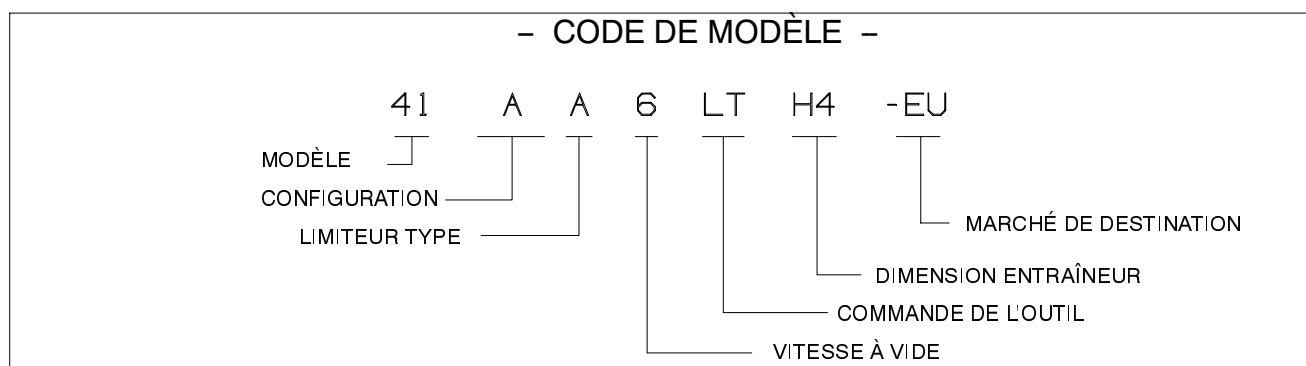 – CODE DE MODÈLE –
41 A A 6 LT H4 -EU
MODÈLE
CONFIGURATION
LIMITEUR TYPE
MARCHÉ DE DESTINATION
DIMENSION ENTRAÎNEUR
COMMANDE DE L'OUTIL
VITESSE À VIDE